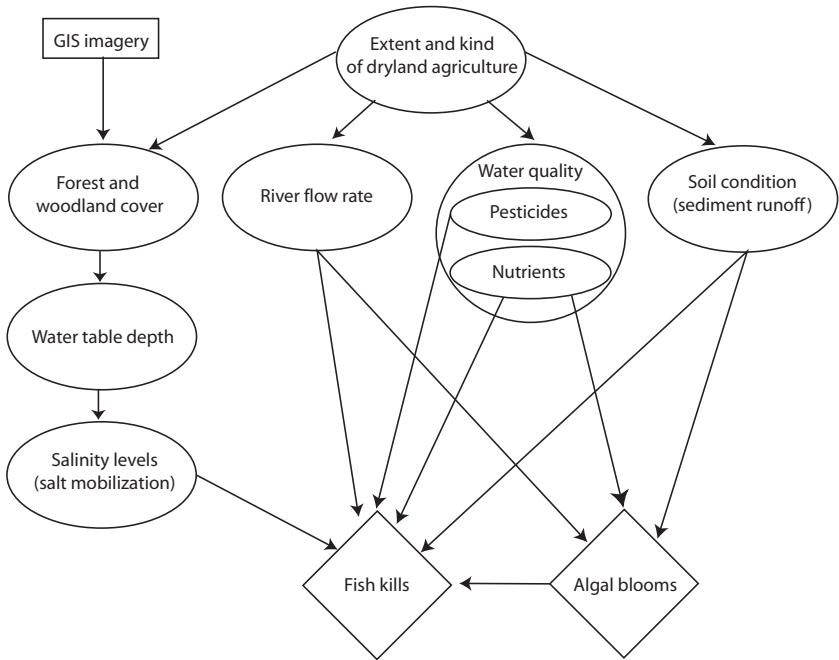 GIS imagery
Extent and kind
of dryland agriculture
Forest and
woodland cover
River flow rate
Water quality
Pesticides
Nutrients
Soil condition
(sediment runoff)
Water table depth
Salinity levels
(salt mobilization)
Fish kills
Algal blooms